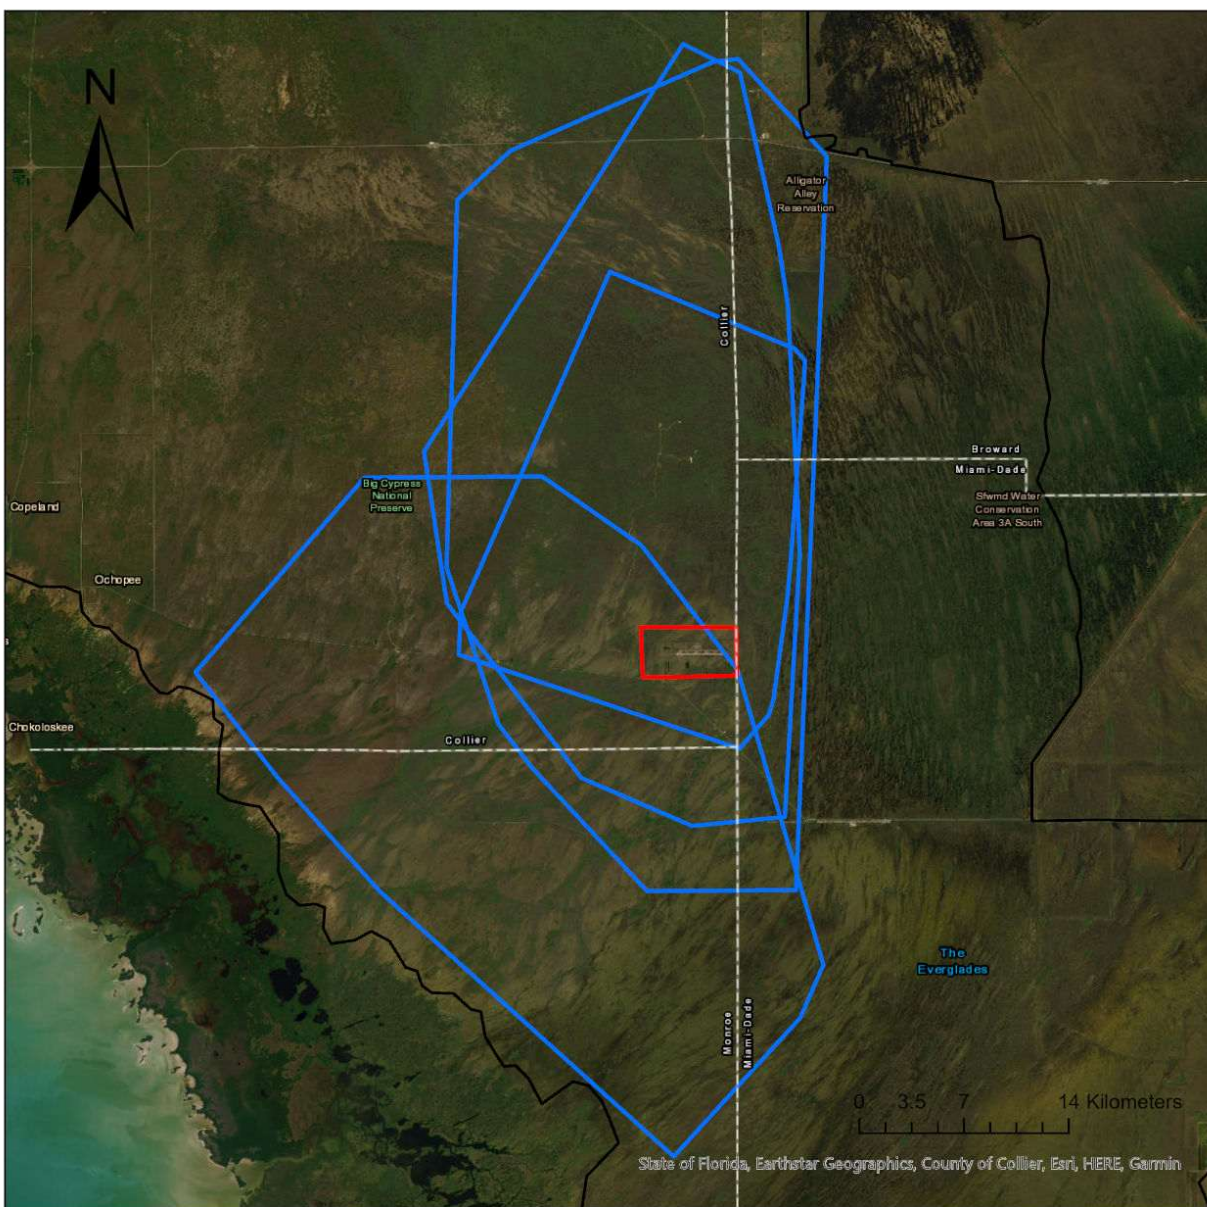 N
Alligator
Alley
Reservation
Collier
Broward
Miami-Dade
Big Cypress
National
Preserve
Sfwmd Water
Conservation
Area 3A South
Copeland
Ochopee
Chokoloskee
Collier
The
Everglades
Monroe
Miami-Dade
0 3.5 7 14 Kilometers
State of Florida, Earthstar Geographics, County of Collier, Esri, HERE, Garmin